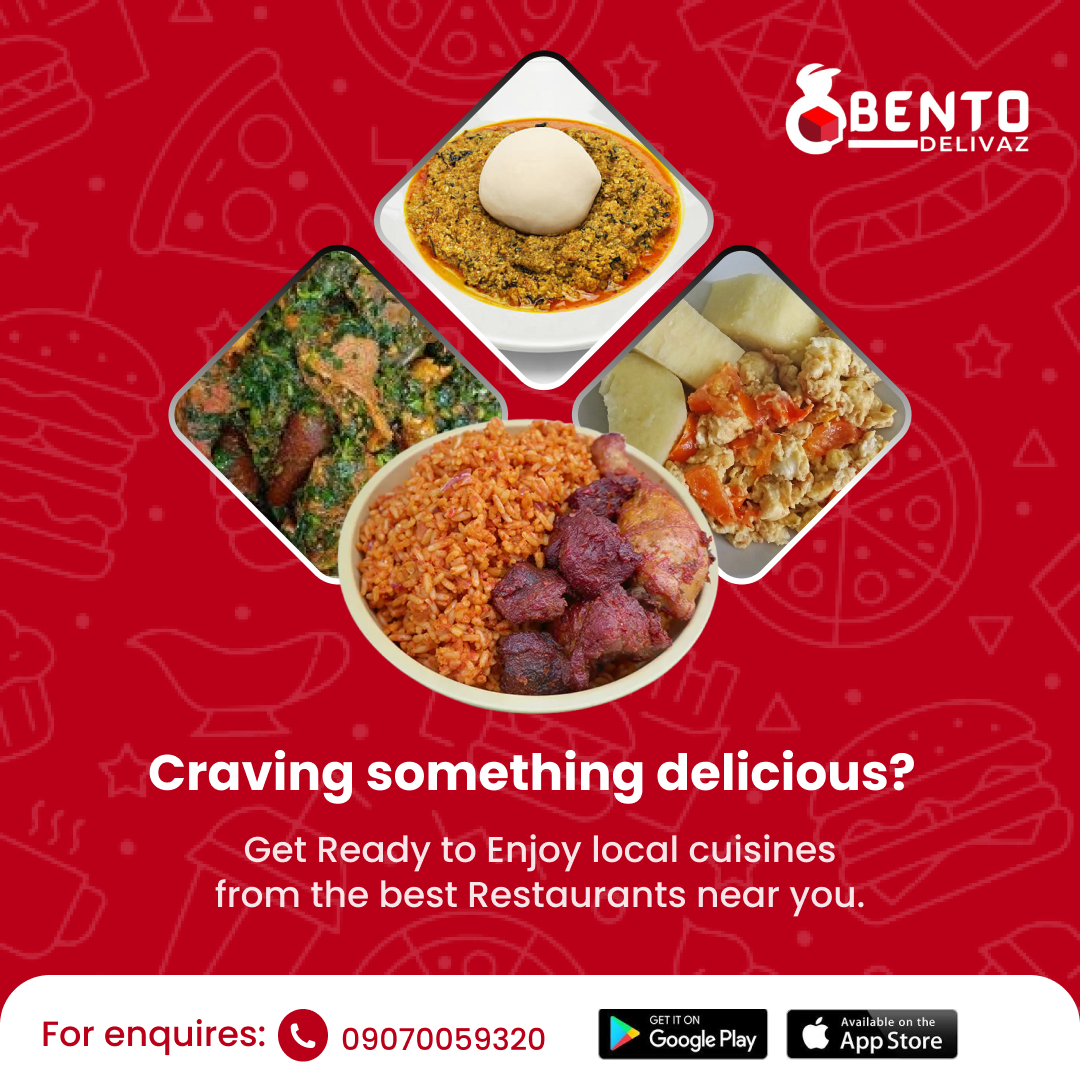 BENTO
DELIVAZ
Craving something delicious?
Get Ready to Enjoy local cuisines
from the best Restaurants near you.
For enquires: 09070059320
GET IT ON
Google Play
Available on the
App Store